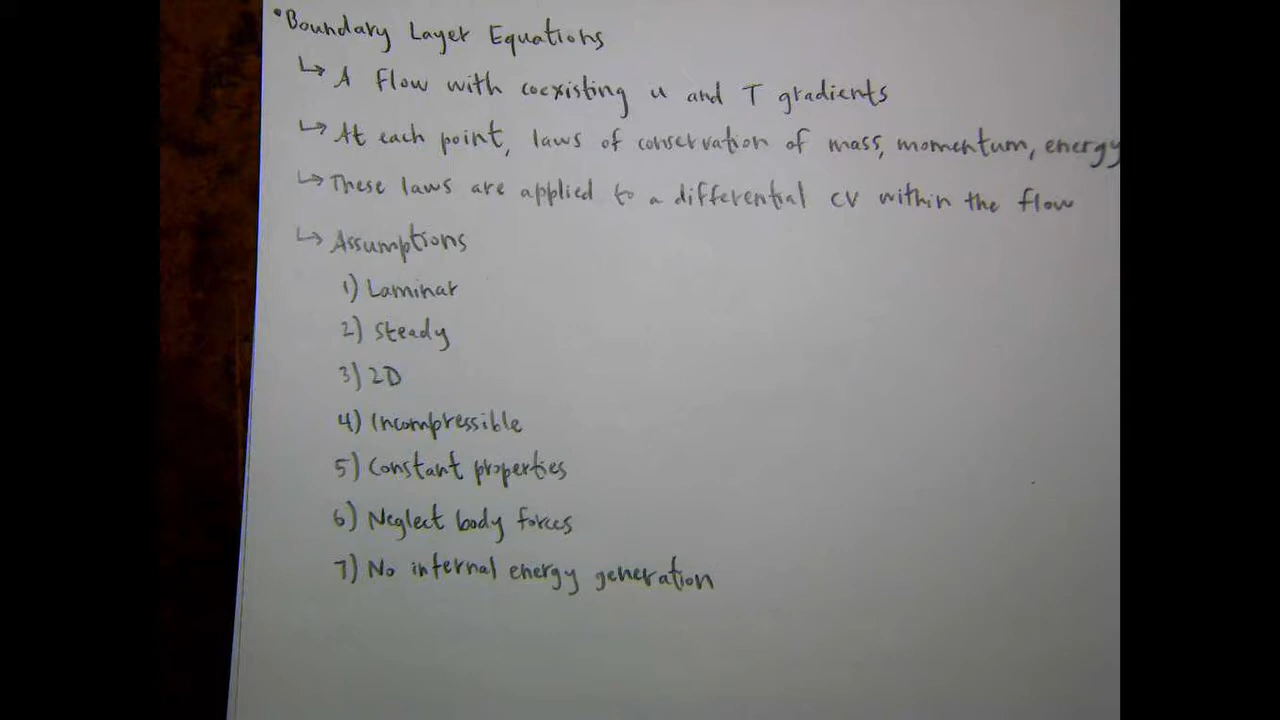 • Boundary Layer Equations
↳ A flow with coexisting u and T gradients
↳ At each point, laws of conservation of mass, momentum, energy
↳ These laws are applied to a differential CV within the flow
↳ Assumptions
1) Laminar
2) Steady
3) 2D
4) Incompressible
5) Constant properties
6) Neglect body forces
7) No internal energy generation